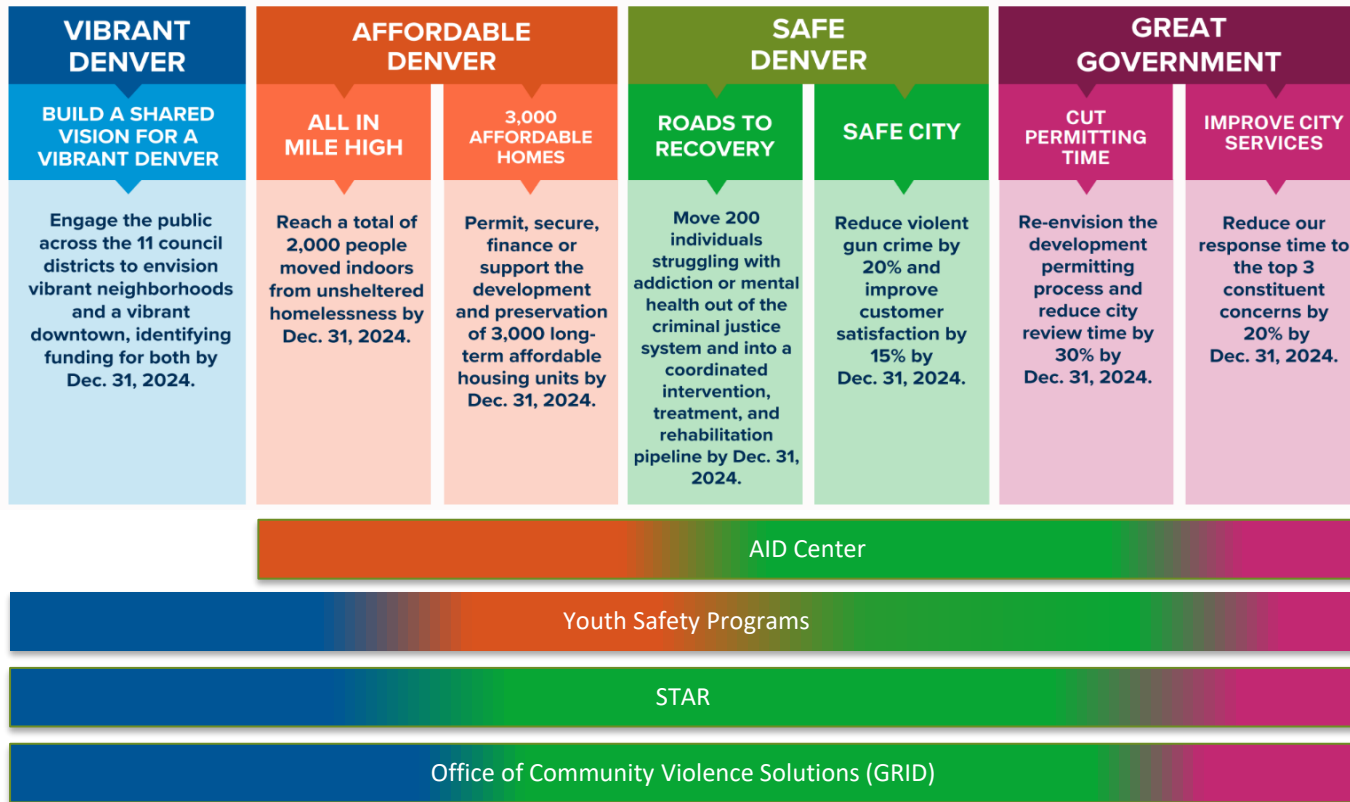 VIBRANT
DENVER
AFFORDABLE
DENVER
SAFE
DENVER
GREAT
GOVERNMENT
BUILD A SHARED
VISION FOR A
VIBRANT DENVER
ALL IN
MILE HIGH
3,000
AFFORDABLE
HOMES
ROADS TO
RECOVERY
SAFE CITY
CUT
PERMITTING
TIME
IMPROVE CITY
SERVICES
Engage the public
across the 11 council
districts to envision
vibrant neighborhoods
and a vibrant
downtown, identifying
funding for both by
Dec. 31, 2024.
Reach a total of
2,000 people
moved indoors
from unsheltered
homelessness by
Dec. 31, 2024.
Permit, secure,
finance or
support the
development
and preservation
of 3,000 long-
term affordable
housing units by
Dec. 31, 2024.
Move 200
individuals
struggling with
addiction or mental
health out of the
criminal justice
system and into a
coordinated
intervention,
treatment, and
rehabilitation
pipeline by Dec. 31,
2024.
Reduce violent
gun crime by
20% and
improve
customer
satisfaction by
15% by
Dec. 31, 2024.
Re-envision the
development
permitting
process and
reduce city
review time by
30% by
Dec. 31, 2024.
Reduce our
response time to
the top 3
constituent
concerns by
20% by
Dec. 31, 2024.
AID Center
Youth Safety Programs
STAR
Office of Community Violence Solutions (GRID)